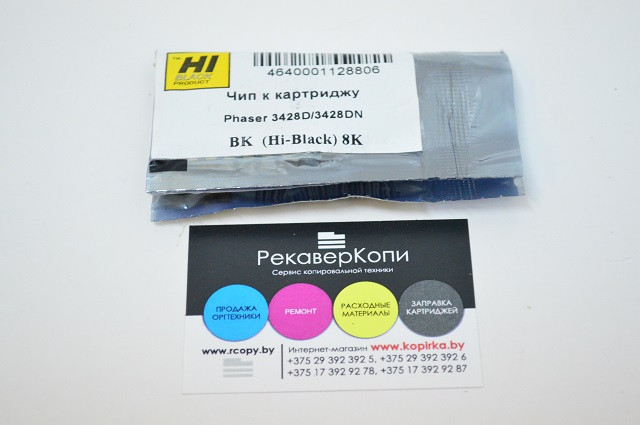 ™ HI
BLACK
PRODUCT
4640001128806
Чип к картриджу
Phaser 3428D/3428DN
BK (Hi-Black) 8K
РекаверКопи
Сервис копировальной техники
ПРОДАЖА
ОРГТЕХНИКИ
РЕМОНТ
РАСХОДНЫЕ
МАТЕРИАЛЫ
ЗАПРАВКА
КАРТРИДЖЕЙ
www.rcopy.by
Интернет-магазин www.kopirka.by
+375 29 392 392 5, +375 29 392 392 6
+375 17 392 92 78, +375 17 392 92 87